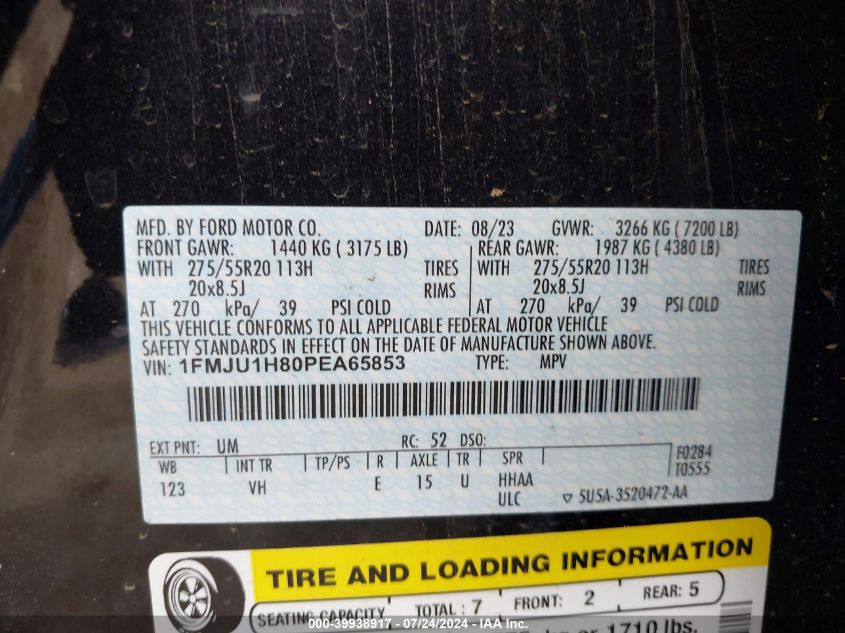 MFD. BY FORD MOTOR CO. DATE: 08/23 GVWR: 3266 KG ( 7200 LB)
FRONT GAWR: 1440 KG ( 3175 LB) REAR GAWR: 1987 KG ( 4380 LB)
WITH 275/55R20 113H TIRES WITH 275/55R20 113H TIRES
20x8.5J RIMS 20x8.5J RIMS
AT 270 kPa/ 39 PSI COLD AT 270 kPa/ 39 PSI COLD
THIS VEHICLE CONFORMS TO ALL APPLICABLE FEDERAL MOTOR VEHICLE
SAFETY STANDARDS IN EFFECT ON THE DATE OF MANUFACTURE SHOWN ABOVE.
VIN: 1FMJU1H80PEA65853 TYPE: MPV
EXT PNT: UM RC: 52 DSO:
WB INT TR TP/PS R AXLE TR SPR F0284
123 VH E 15 U HHAA T0555
ULC ▽ 5U5A-3520472-AA
TIRE AND LOADING INFORMATION
SEATING CAPACITY TOTAL : 7 FRONT: 2 REAR: 5
or 1710 lbs.
000-39938917 - 07/24/2024 - IAA Inc.